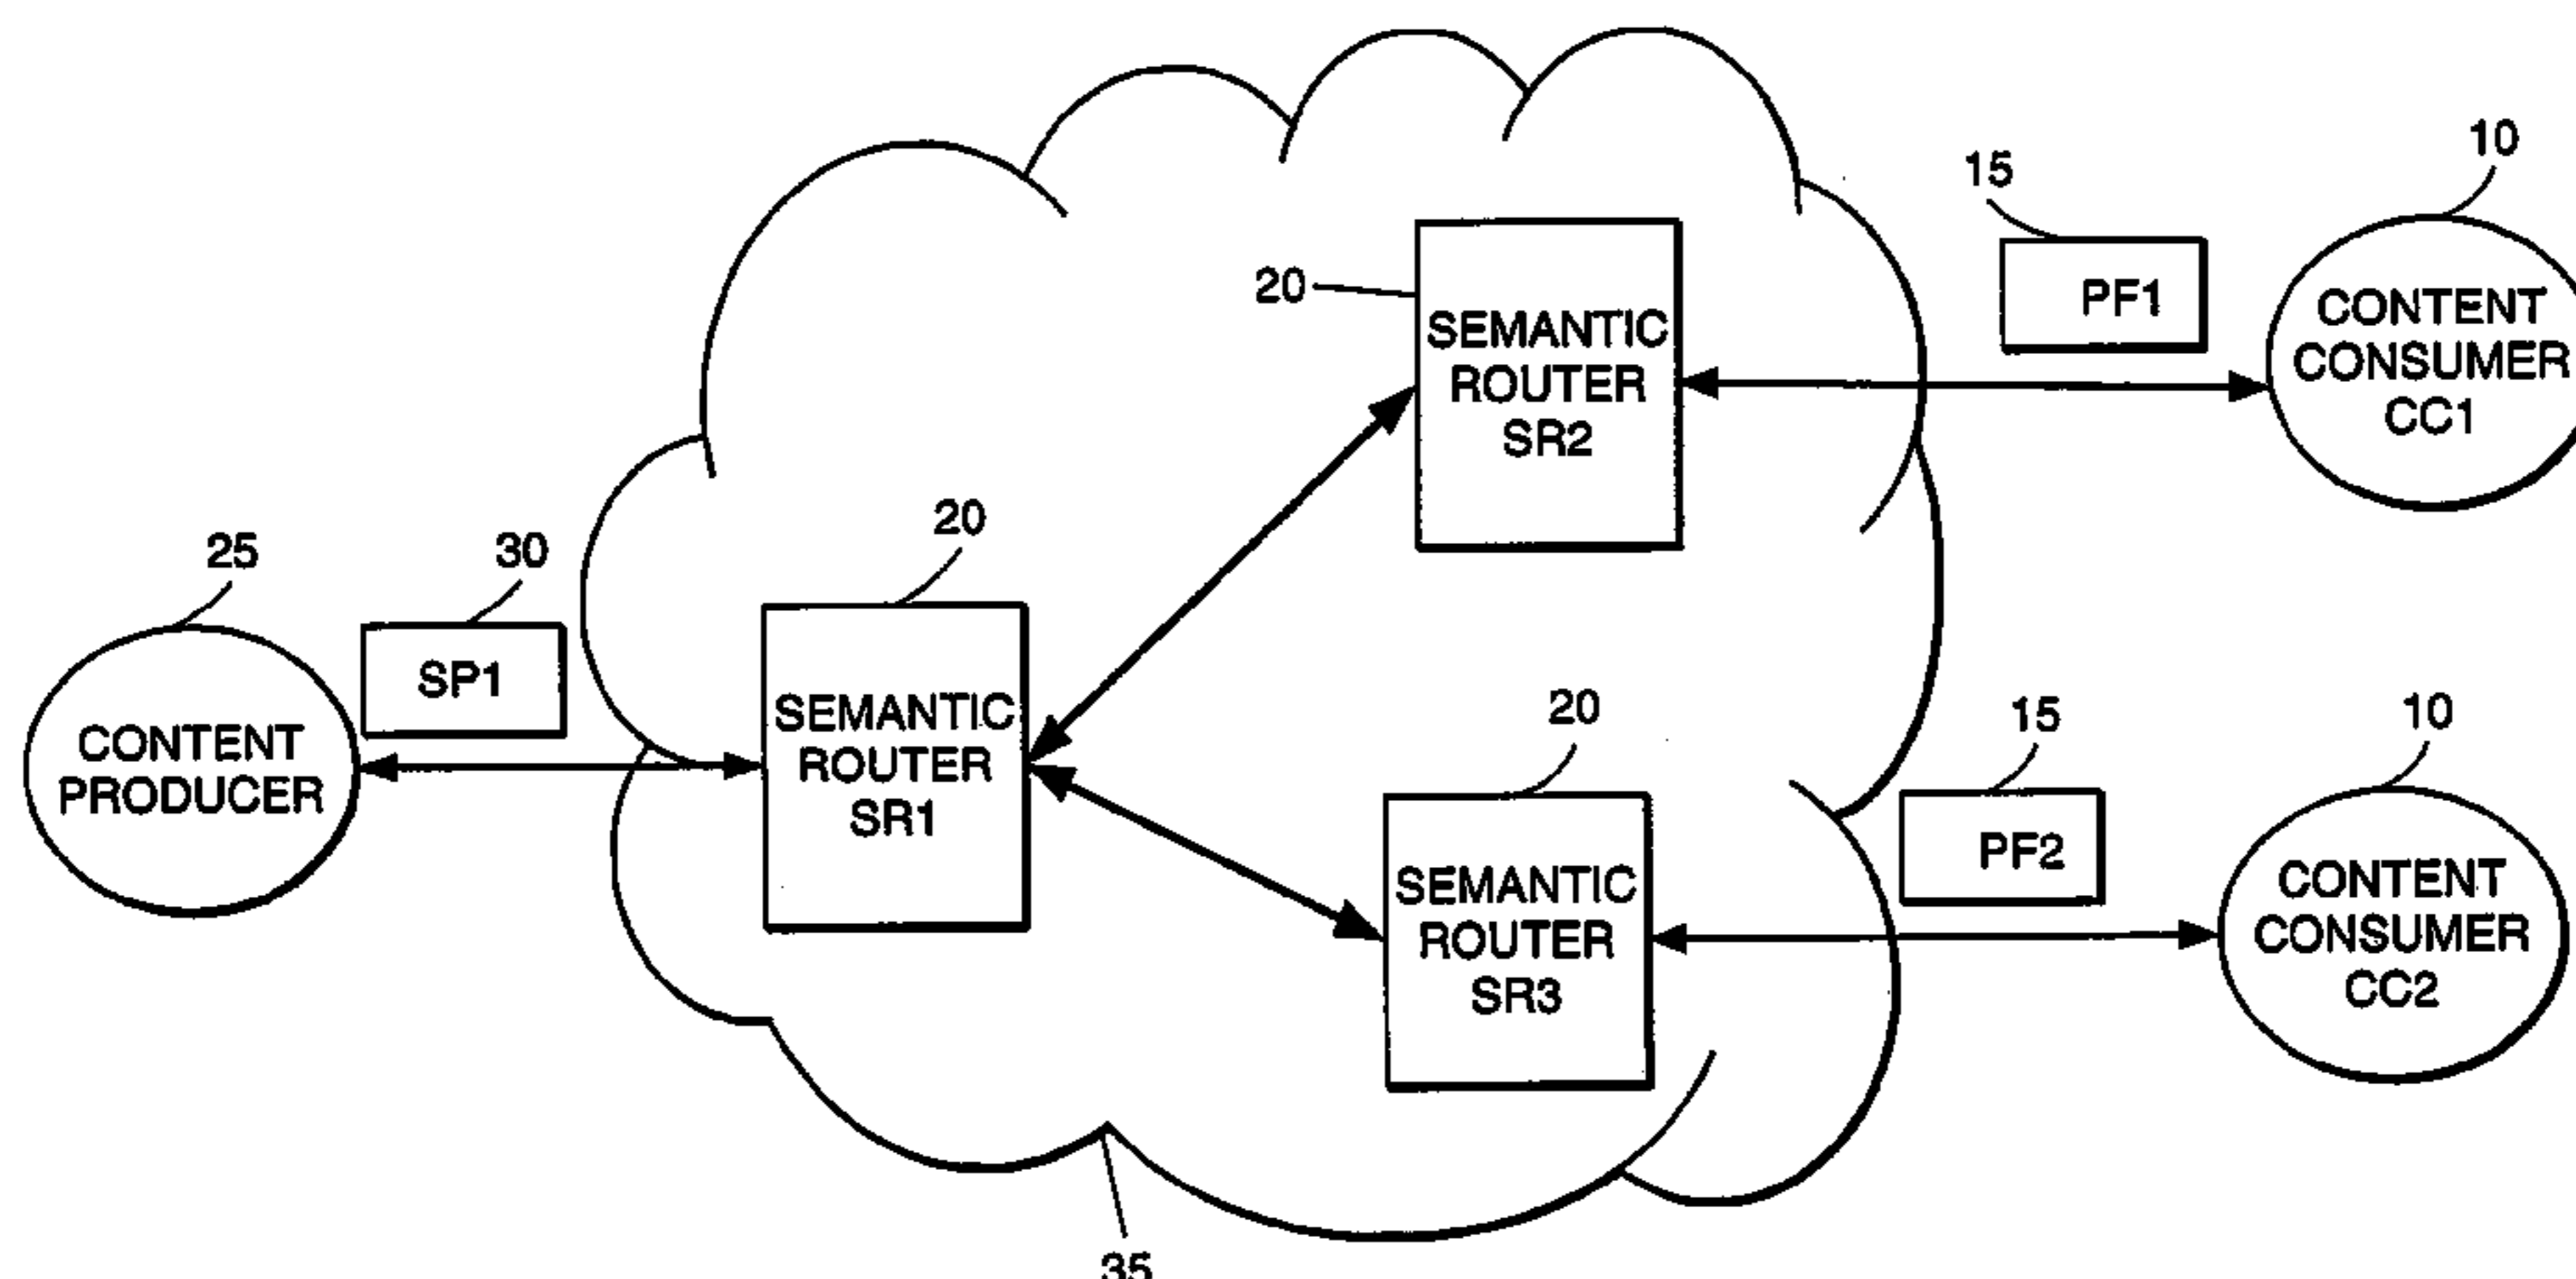 10
15
PF1
CONTENT
CONSUMER
CC1
20
SEMANTIC
ROUTER
SR2
25
30
SP1
CONTENT
PRODUCER
20
SEMANTIC
ROUTER
SR1
20
SEMANTIC
ROUTER
SR3
15
PF2
10
CONTENT
CONSUMER
CC2
35